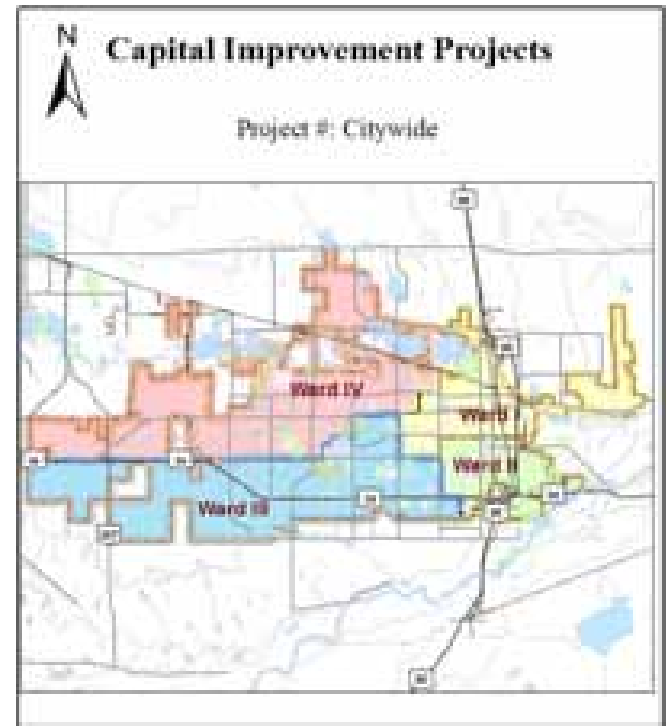 N
Capital Improvement Projects
Project #: Citywide
Ward IV
Ward I
Ward II
Ward III